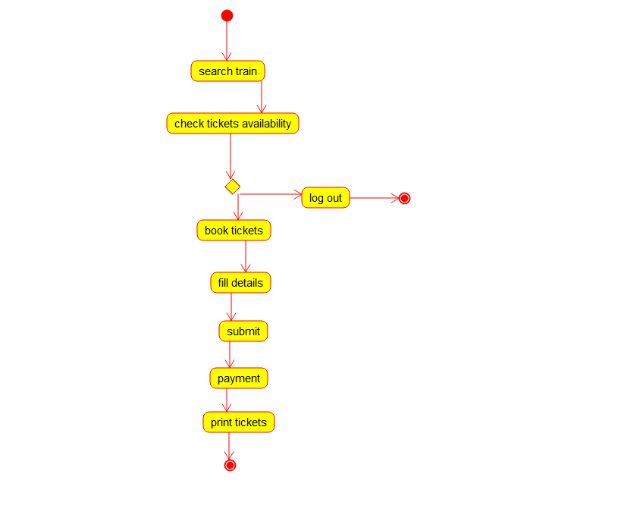 search train
check tickets availability
log out
book tickets
fill details
submit
payment
print tickets